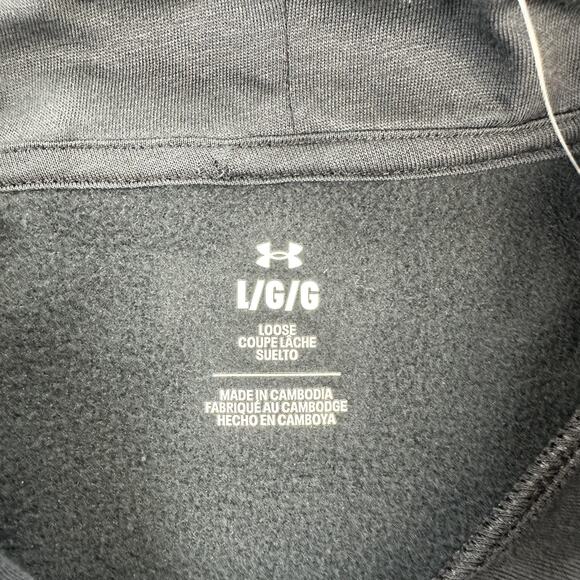 L/G/G
LOOSE
COUPE LÂCHE
SUELTO
MADE IN CAMBODIA
FABRIQUÉ AU CAMBODGE
HECHO EN CAMBOYA